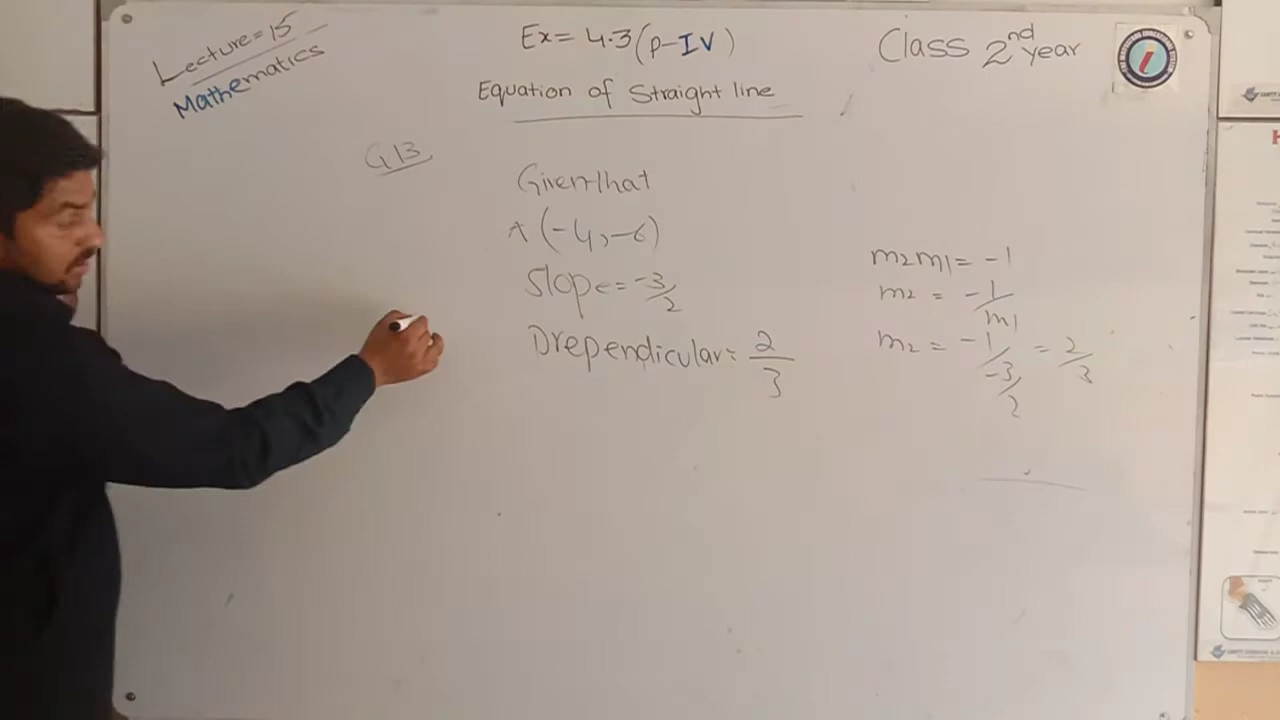 Lecture=15
Mathematics
Ex= 4.3(P-IV)
Equation of Straight line
Class 2nd year
Q13
Given that
A (-4,-6)
Slope= -3/2
Drependicular= 2/3
m2m1= -1
m2 = -1/m1
m2 = -1/-3/2 = 2/3